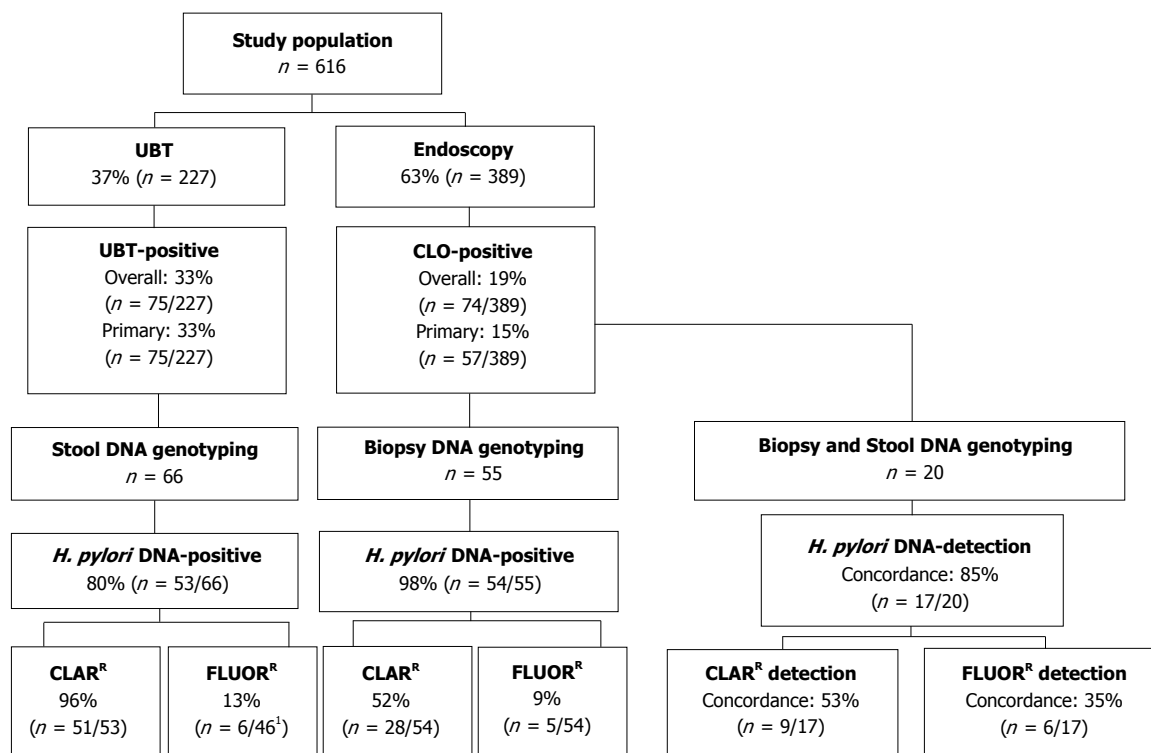 Study population
n = 616
UBT
37% (n = 227)
Endoscopy
63% (n = 389)
UBT-positive
Overall: 33%
(n = 75/227)
Primary: 33%
(n = 75/227)
CLO-positive
Overall: 19%
(n = 74/389)
Primary: 15%
(n = 57/389)
Stool DNA genotyping
n = 66
Biopsy DNA genotyping
n = 55
Biopsy and Stool DNA genotyping
n = 20
H. pylori DNA-positive
80% (n = 53/66)
H. pylori DNA-positive
98% (n = 54/55)
H. pylori DNA-detection
Concordance: 85%
(n = 17/20)
CLARᴿ
96%
(n = 51/53)
FLUORᴿ
13%
(n = 6/46¹)
CLARᴿ
52%
(n = 28/54)
FLUORᴿ
9%
(n = 5/54)
CLARᴿ detection
Concordance: 53%
(n = 9/17)
FLUORᴿ detection
Concordance: 35%
(n = 6/17)